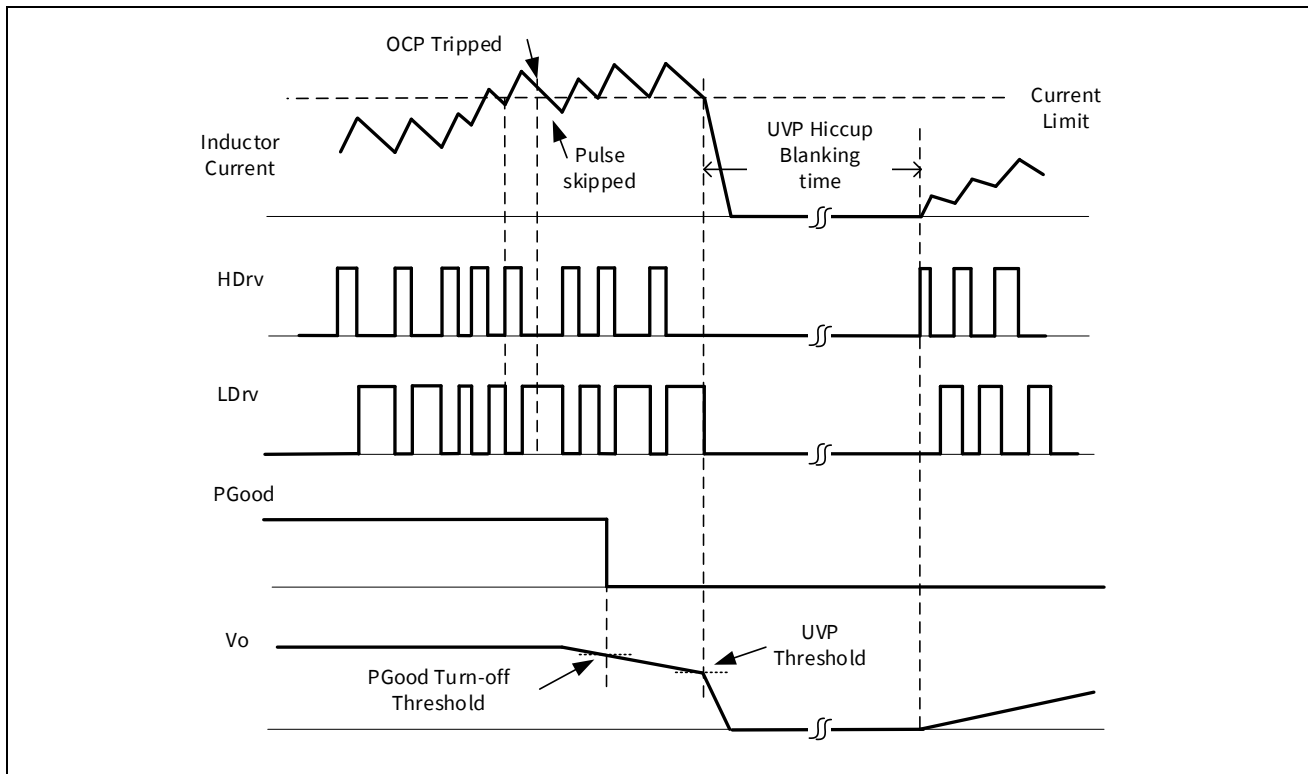 OCP Tripped
Current
Limit
Inductor
Current
Pulse
skipped
UVP Hiccup
Blanking
time
HDrv
LDrv
PGood
Vo
PGood Turn-off
Threshold
UVP
Threshold